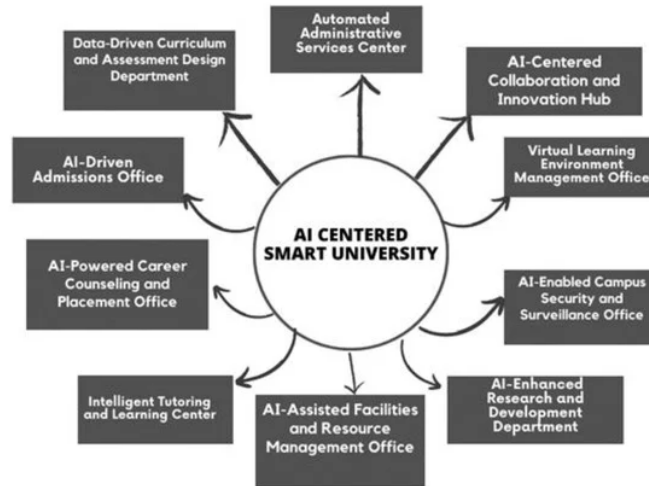 Automated
Administrative
Services Center
Data-Driven Curriculum
and Assessment Design
Department
AI-Centered
Collaboration and
Innovation Hub
AI-Driven
Admissions Office
Virtual Learning
Environment
Management Office
AI CENTERED
SMART UNIVERSITY
AI-Powered Career
Counseling and
Placement Office
AI-Enabled Campus
Security and
Surveillance Office
Intelligent Tutoring
and Learning Center
AI-Assisted Facilities
and Resource
Management Office
AI-Enhanced
Research and
Development
Department